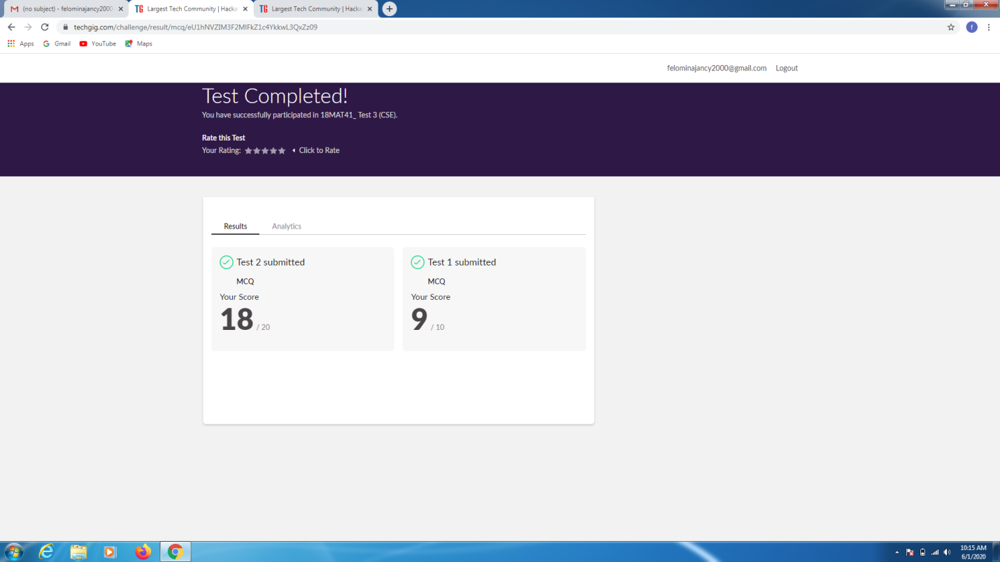 (no subject) - felominajancy2000
Largest Tech Community | Hacka
Largest Tech Community | Hacka
techgig.com/challenge/result/mcq/eU1hNVZIM3F2MlFkZ1c4YkkwL3QxZz09
f
Apps
Gmail
YouTube
Maps
felominajancy2000@gmail.com Logout
Test Completed!
You have successfully participated in 18MAT41_ Test 3 (CSE).
Rate this Test
Your Rating: Click to Rate
Results Analytics
Test 2 submitted
MCQ
Your Score
18 / 20
Test 1 submitted
MCQ
Your Score
9 / 10
10:15 AM
6/1/2020